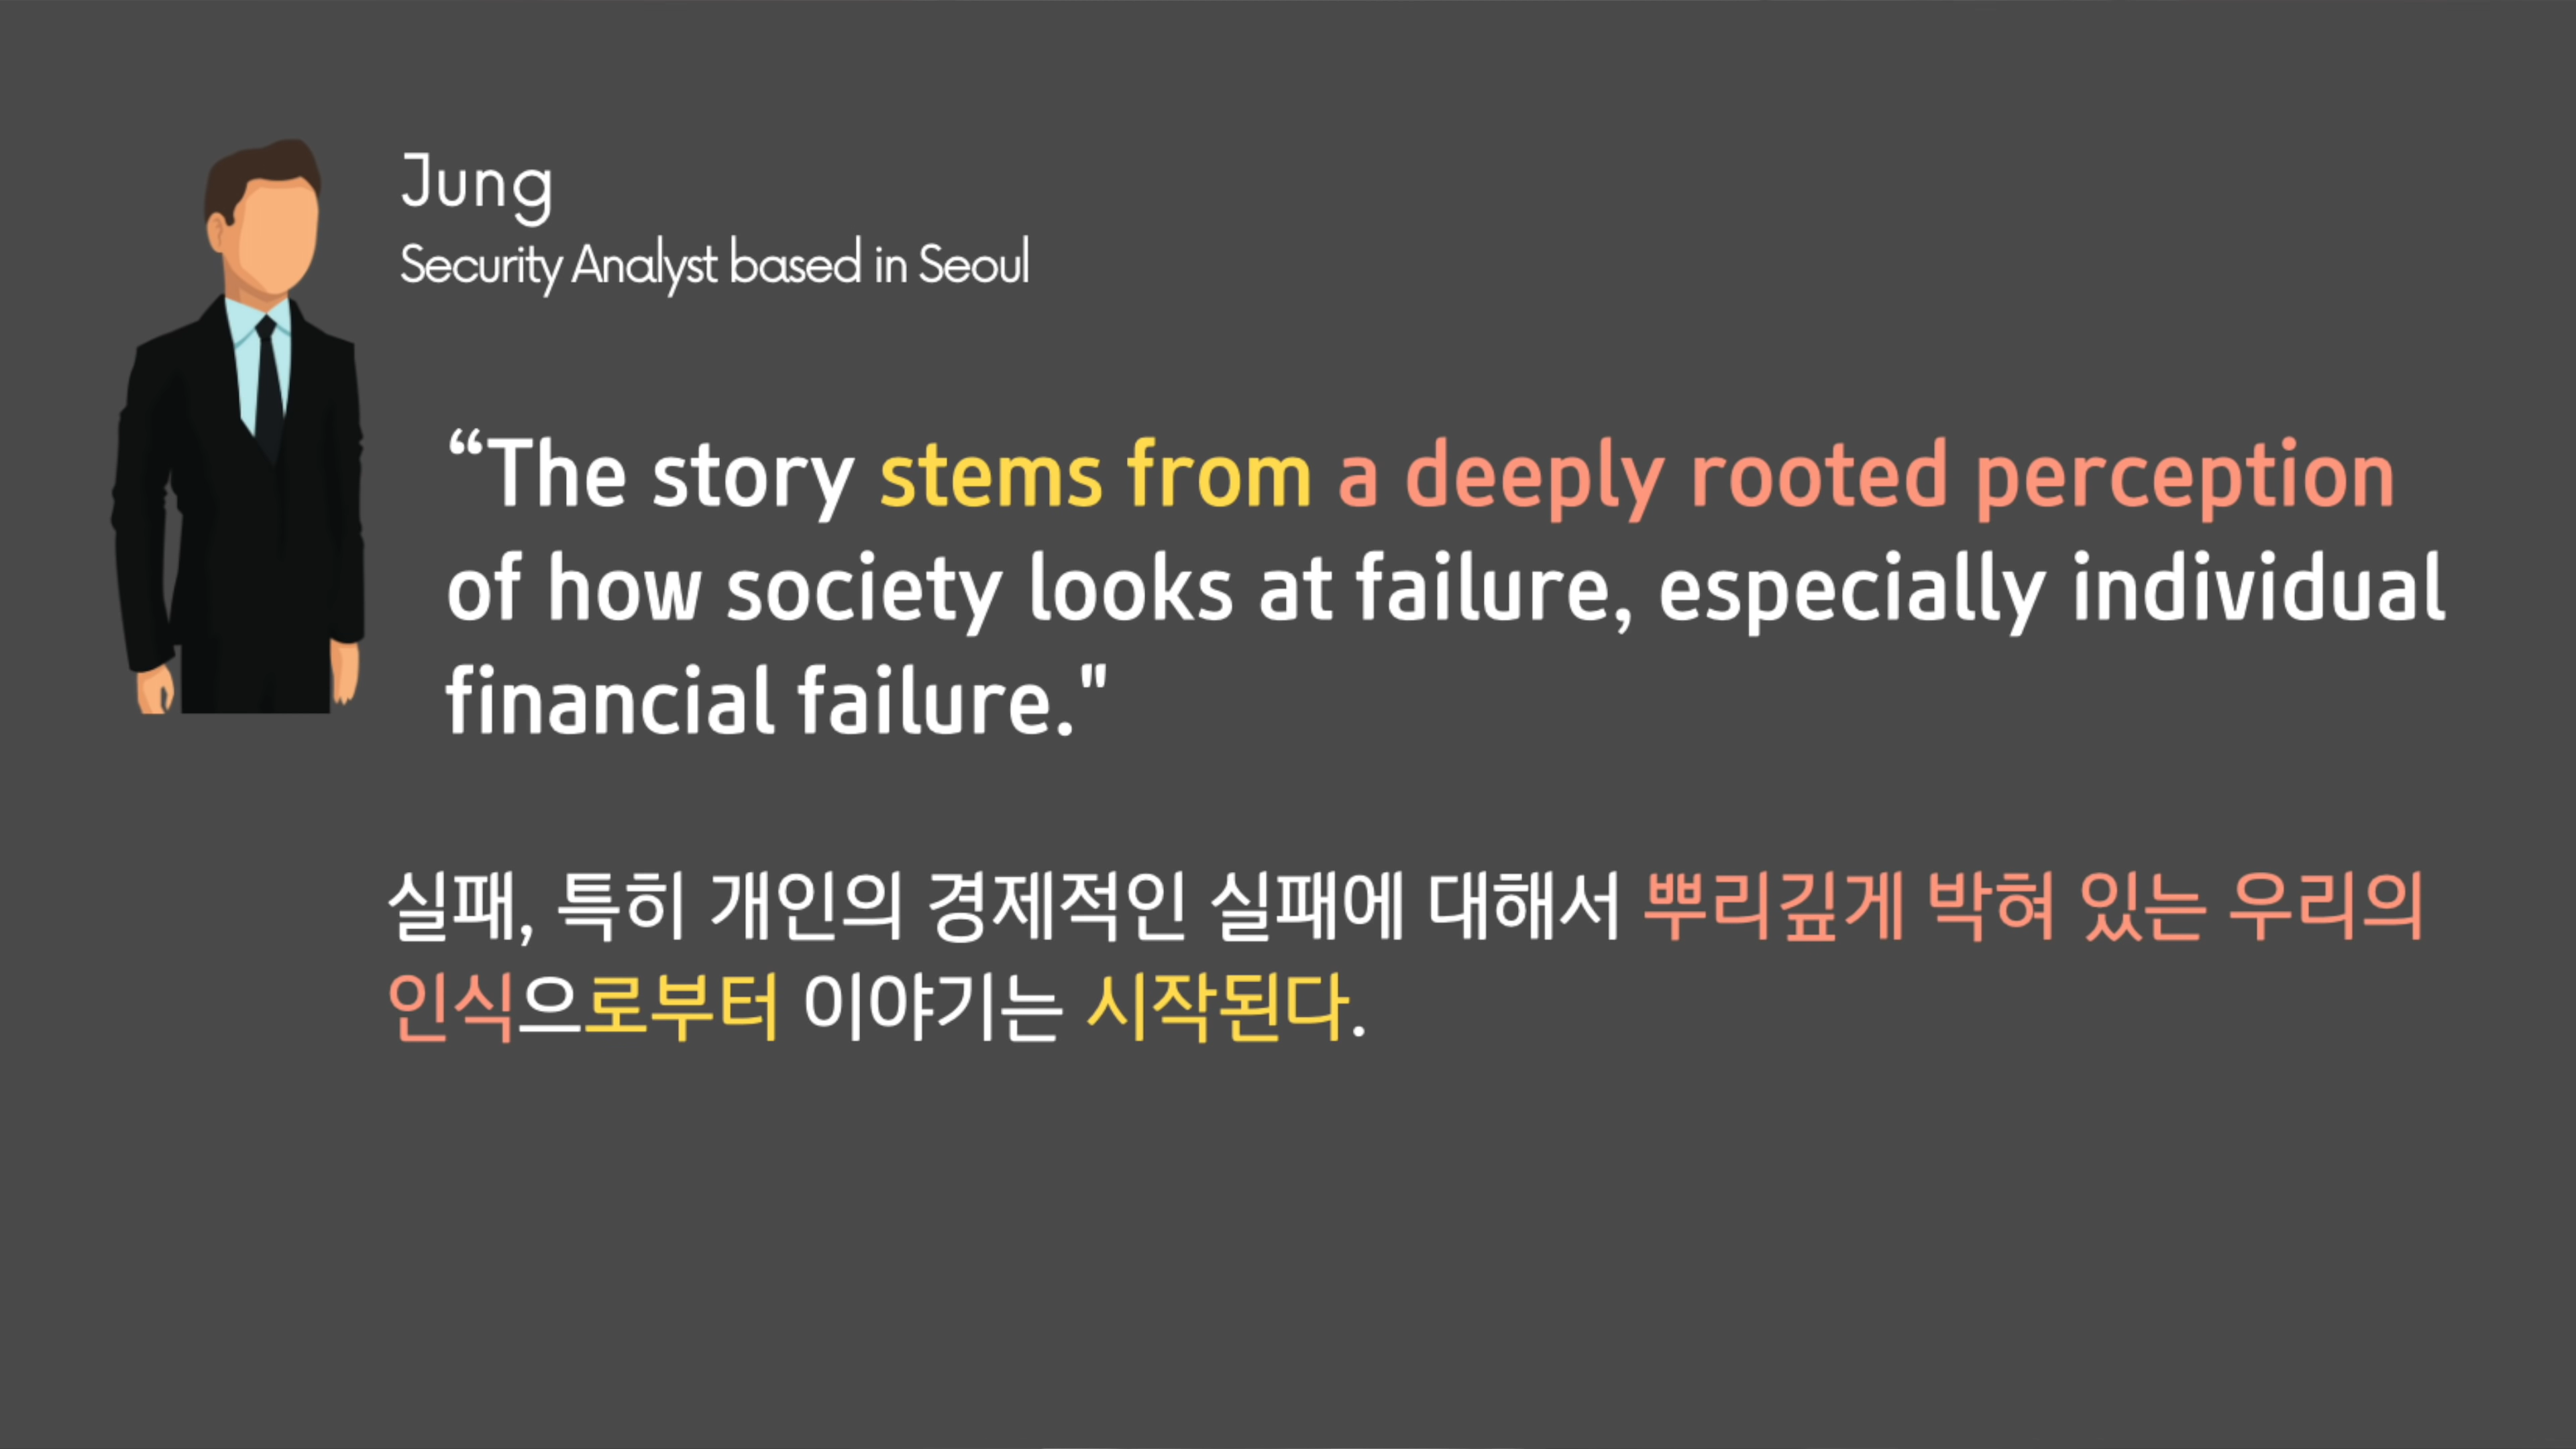 Jung
Security Analyst based in Seoul
“The story stems from a deeply rooted perception
of how society looks at failure, especially individual
financial failure."
실패, 특히 개인의 경제적인 실패에 대해서 뿌리깊게 박혀 있는 우리의
인식으로부터 이야기는 시작된다.